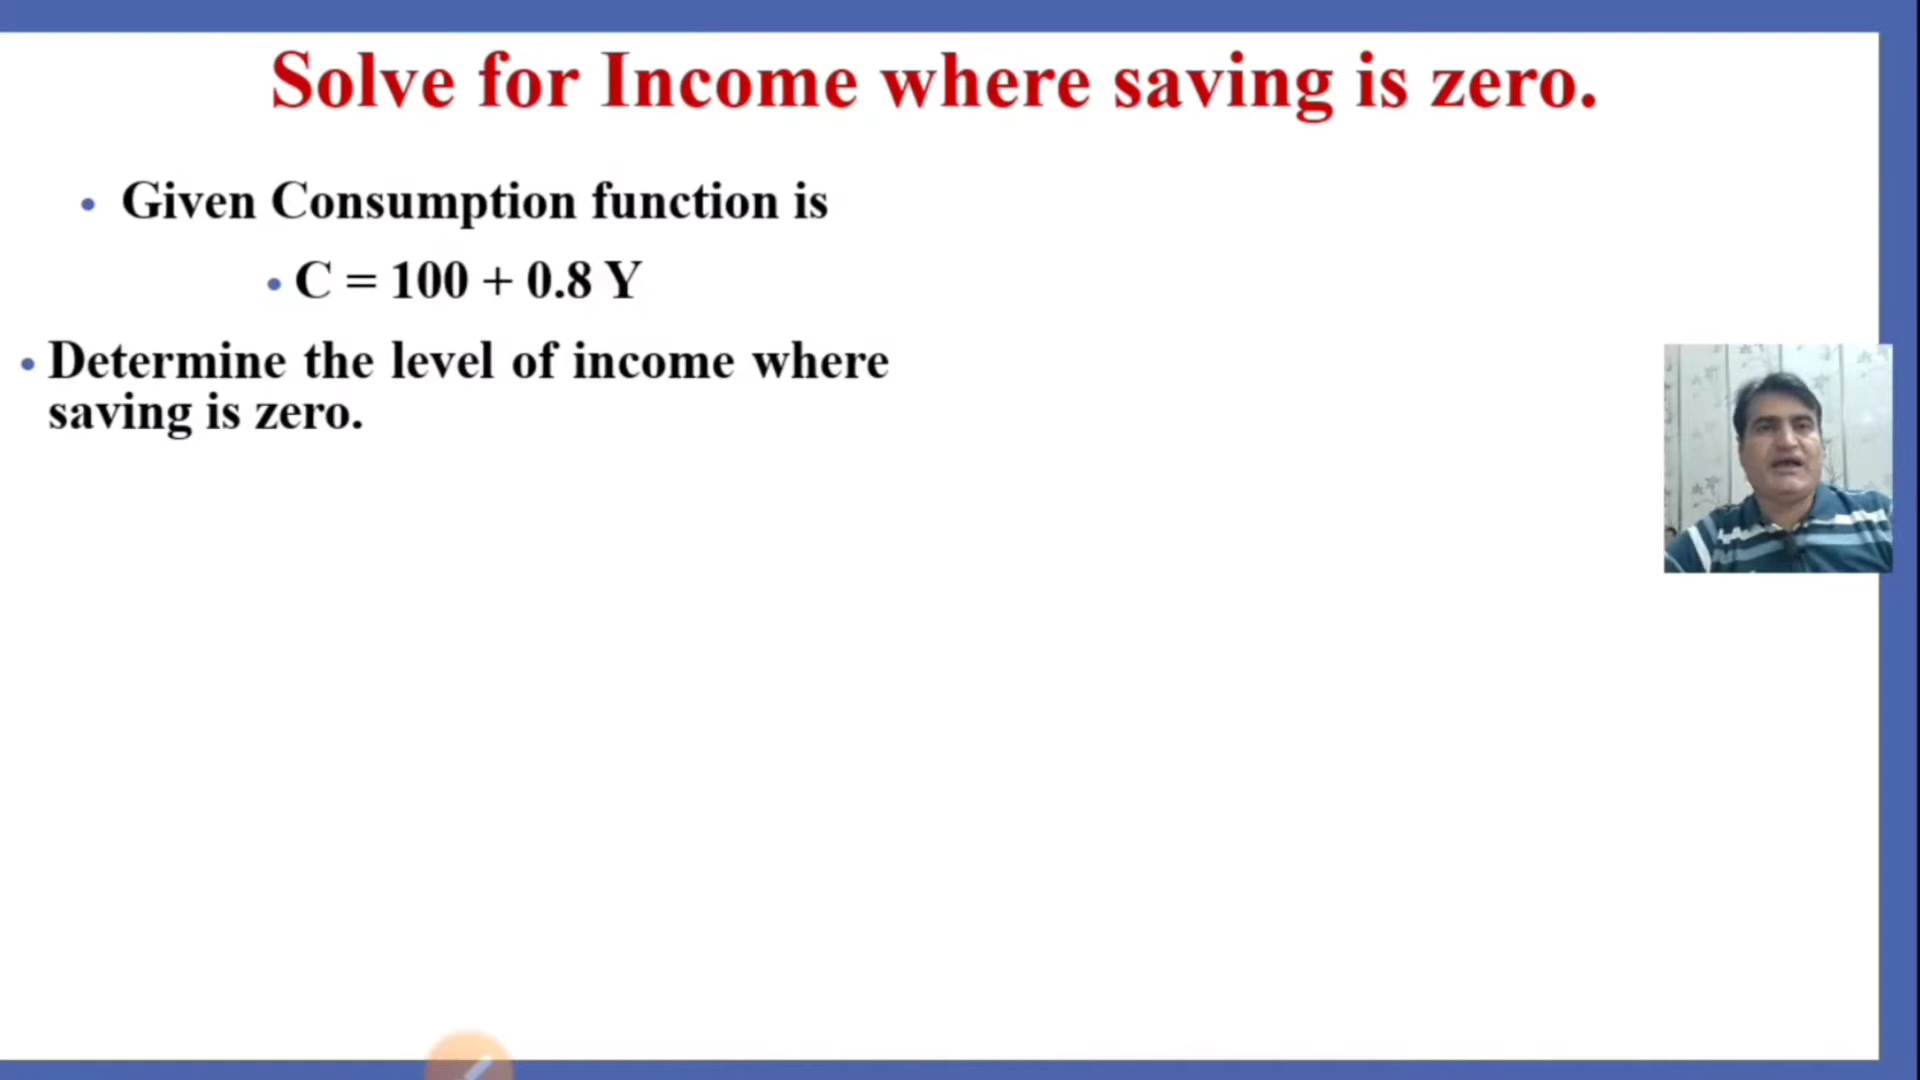 Solve for Income where saving is zero.
• Given Consumption function is
• C = 100 + 0.8 Y
• Determine the level of income where
saving is zero.